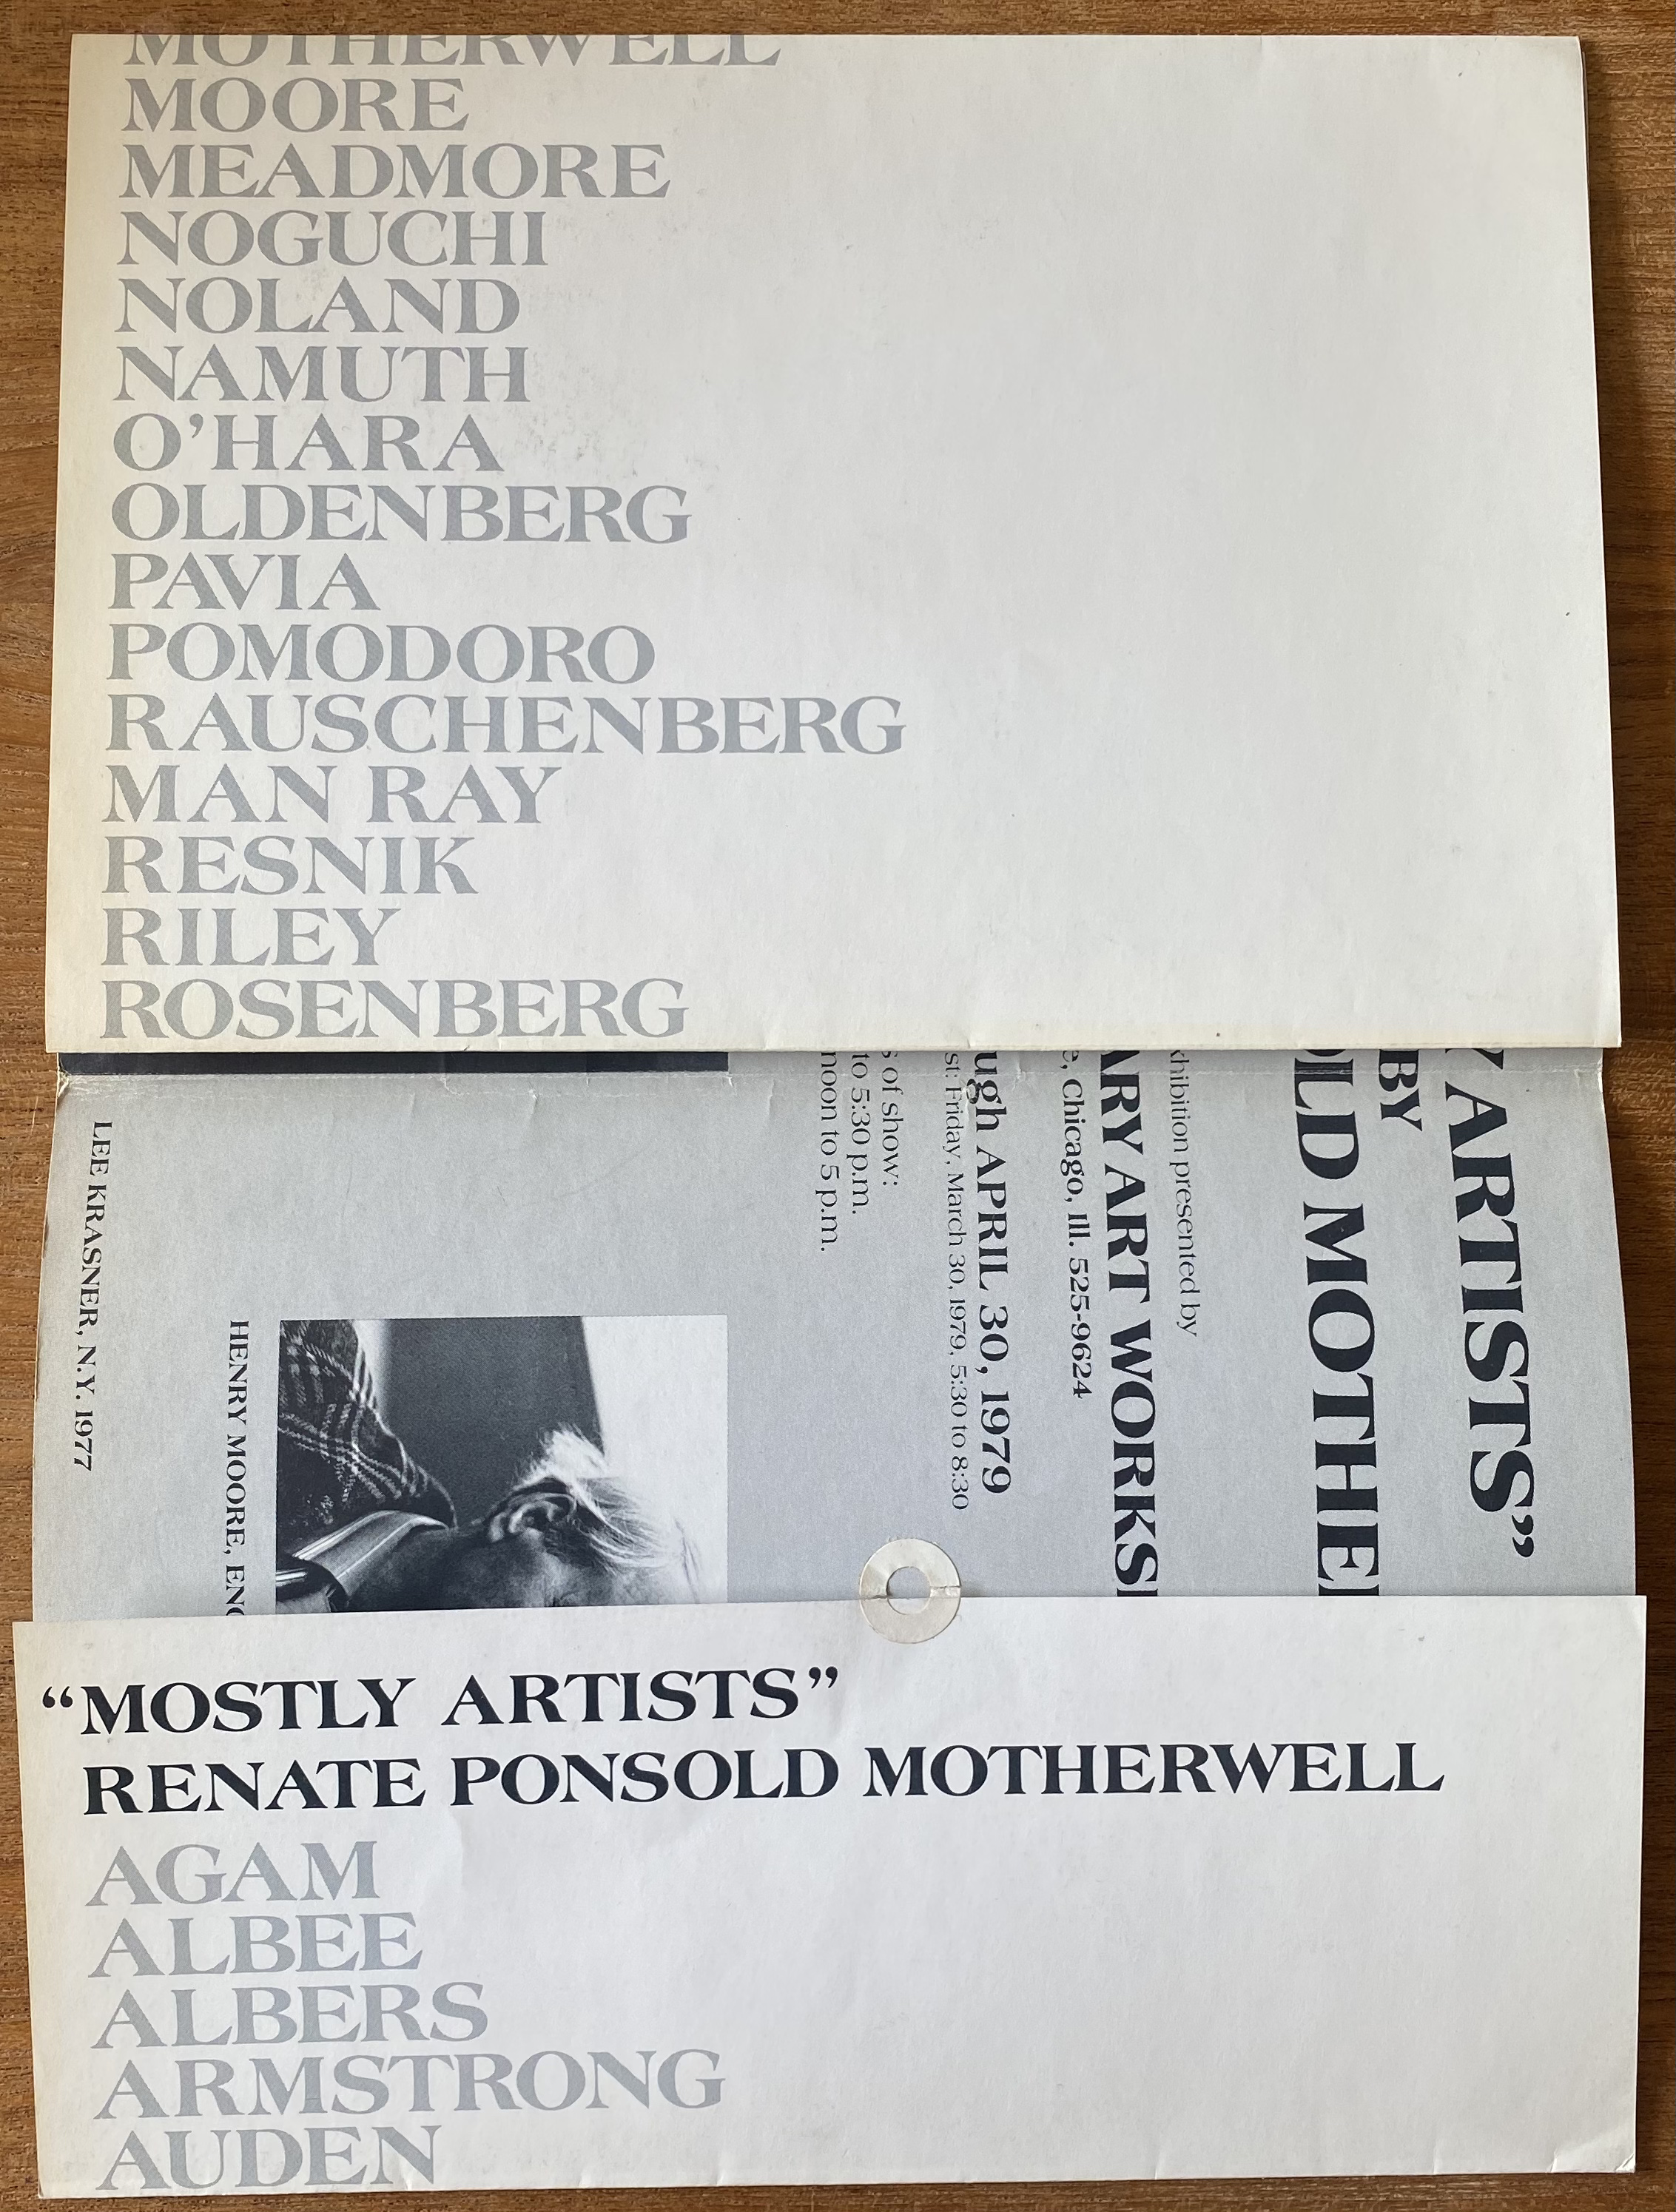 MOTHERWELL
MOORE
MEADMORE
NOGUCHI
NOLAND
NAMUTH
O’HARA
OLDENBERG
PAVIA
POMODORO
RAUSCHENBERG
MAN RAY
RESNIK
RILEY
ROSENBERG
Y ARTISTS”
BY
OLD MOTHE
xhibition presented by
ARY ART WORKS
e, Chicago, Ill. 525-9624
ugh APRIL 30, 1979
st: Friday, March 30, 1979, 5:30 to 8:30
s of show:
to 5:30 p.m.
noon to 5 p.m.
HENRY MOORE, ENG
LEE KRASNER, N.Y. 1977
“MOSTLY ARTISTS”
RENATE PONSOLD MOTHERWELL
AGAM
ALBEE
ALBERS
ARMSTRONG
AUDEN